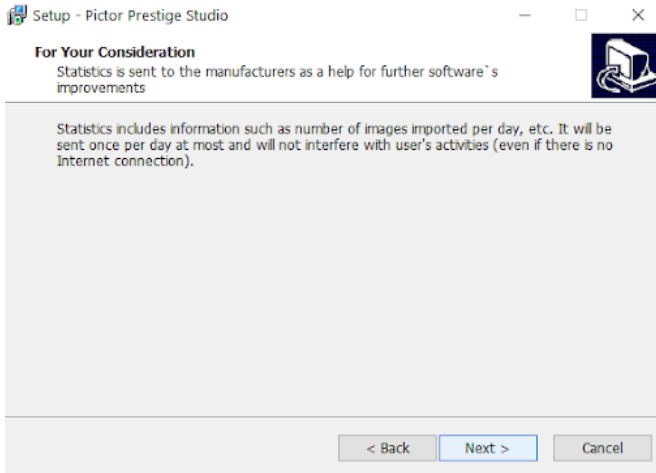 Setup - Pictor Prestige Studio
For Your Consideration
Statistics is sent to the manufacturers as a help for further software`s
improvements
Statistics includes information such as number of images imported per day, etc. It will be
sent once per day at most and will not interfere with user's activities (even if there is no
Internet connection).
< Back
Next >
Cancel